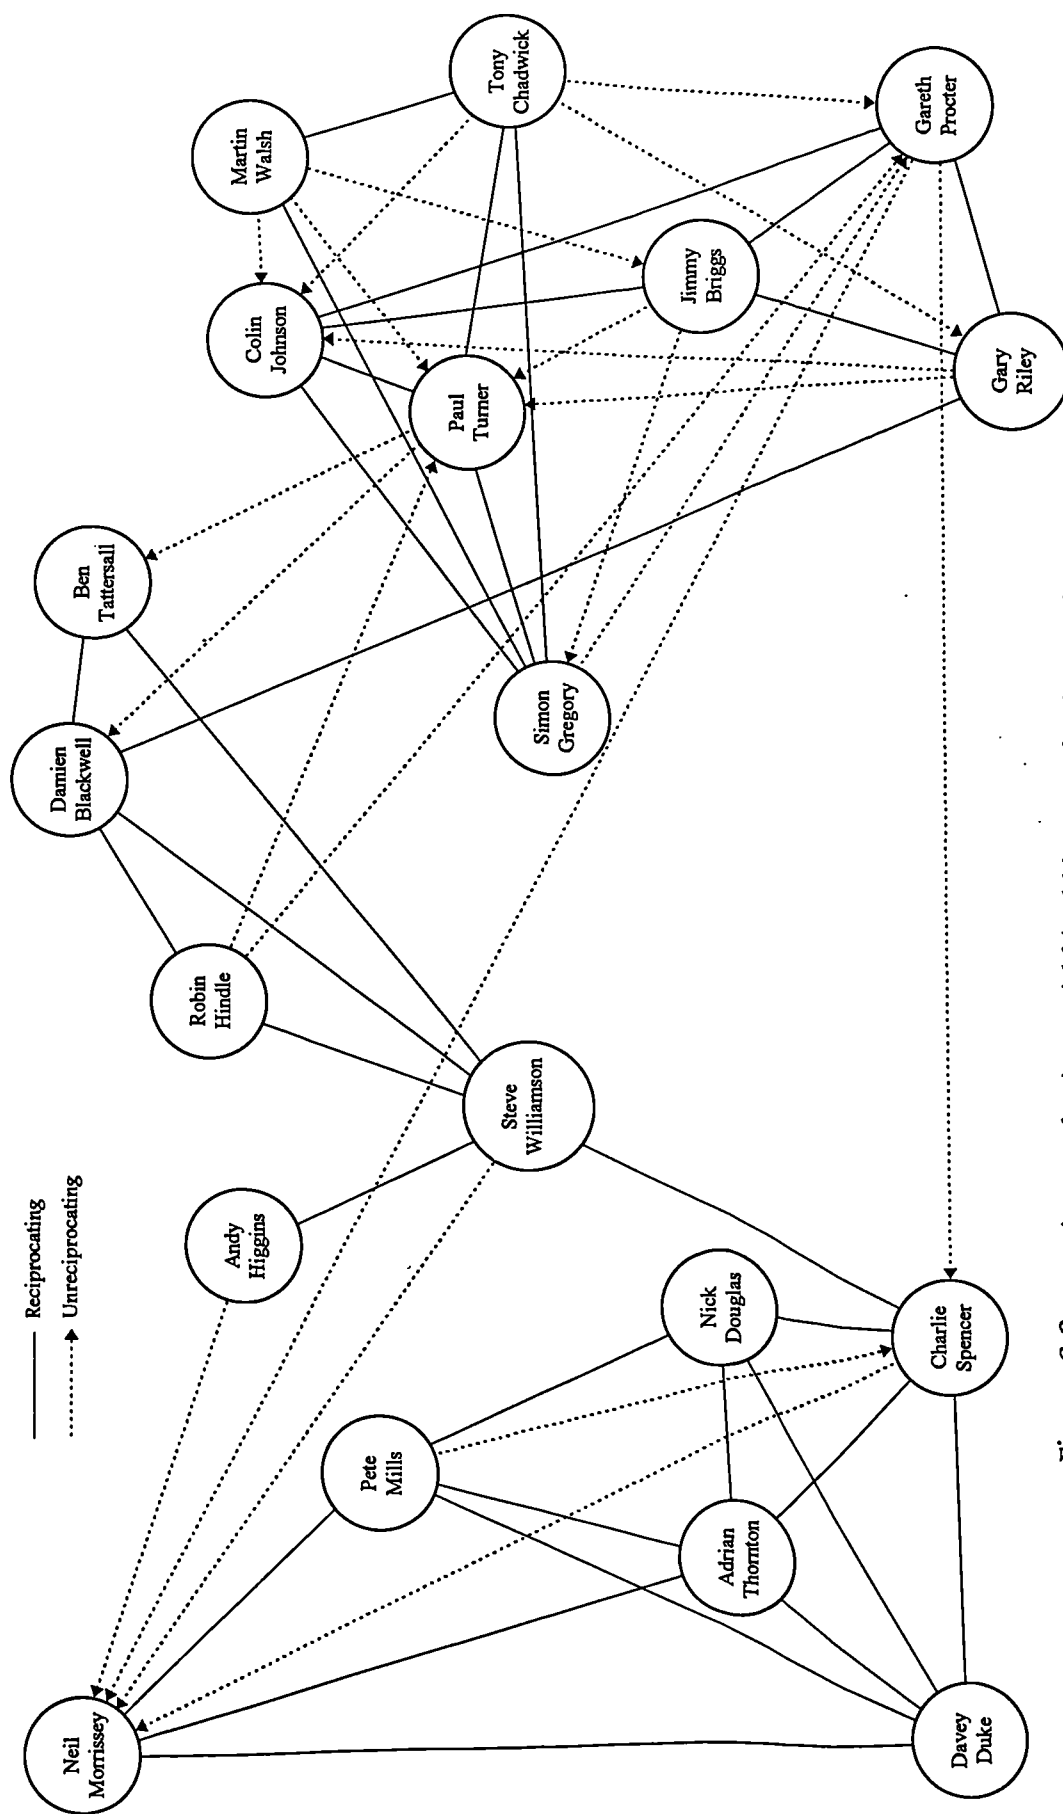 Reciprocating
Unreciprocating
Neil
Morrissey
Damien
Blackwell
Ben
Tattersall
Andy
Higgins
Robin
Hindle
Colin
Johnson
Martin
Walsh
Pete
Mills
Steve
Williamson
Simon
Gregory
Paul
Turner
Tony
Chadwick
Adrian
Thornton
Nick
Douglas
Jimmy
Briggs
Davey
Duke
Charlie
Spencer
Gary
Riley
Gareth
Procter